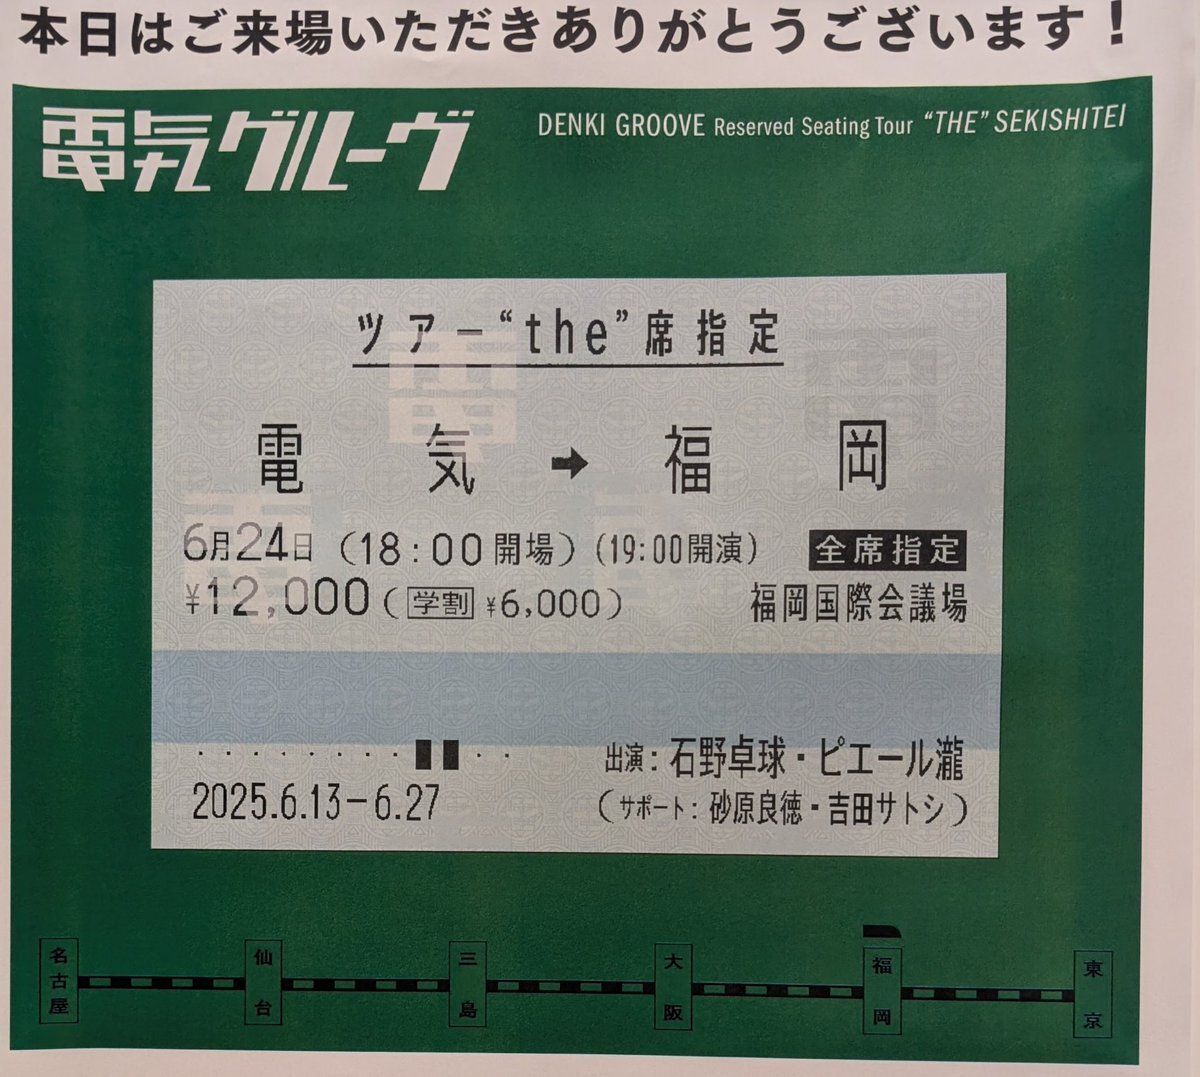 本日はご来場いただきありがとうございます!
電気グルーヴ
DENKI GROOVE Reserved Seating Tour “THE” SEKISHITEI
ツアー“the”席指定
電気➡福岡
6月24日 (18:00開場) (19:00開演) 全席指定
¥12,000 (学割 ¥6,000) 福岡国際会議場
出演:石野卓球・ピエール瀧
2025.6.13-6.27 (サポート:砂原良徳・吉田サトシ)
名古屋 仙台 三島 大阪 福岡 東京